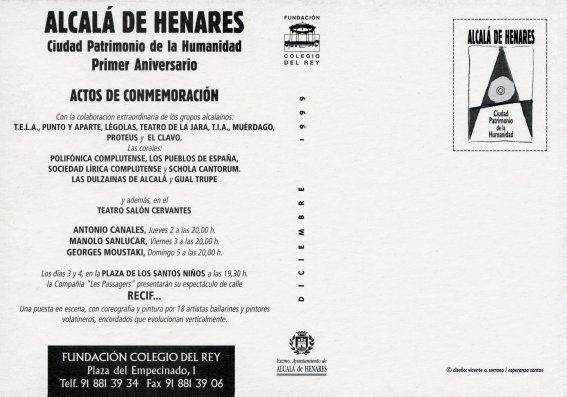 ALCALÁ DE HENARES
Ciudad Patrimonio de la Humanidad
Primer Aniversario
ACTOS DE CONMEMORACIÓN
Con la colaboración extraordinaria de los grupos alcalaínos:
T.E.L.A., PUNTO Y APARTE, LÉGOLAS, TEATRO DE LA JARA, T.I.A., MUÉRDAGO,
PROTEUS y EL CLAVO.
Las corales:
POLIFÓNICA COMPLUTENSE, LOS PUEBLOS DE ESPAÑA,
SOCIEDAD LÍRICA COMPLUTENSE y SCHOLA CANTORUM.
LAS DULZAINAS DE ALCALÁ y GUAL TRUPE
y además, en el
TEATRO SALÓN CERVANTES
ANTONIO CANALES, Jueves 2 a las 20,00 h.
MANOLO SANLUCAR, Viernes 3 a las 20,00 h.
GEORGES MOUSTAKI, Domingo 5 a las 20,00 h.
Los días 3 y 4, en la PLAZA DE LOS SANTOS NIÑOS a las 19,30 h.
la Compañía "Les Passagers" presentarán su espectáculo de calle
RECIF...
Una puesta en escena, con coreografía y pintura por 18 artistas bailarines y pintores
volatineros, encordados que evolucionan verticalmente.
FUNDACIÓN COLEGIO DEL REY
Plaza del Empecinado, 1
Telf. 91 881 39 34 Fax 91 881 39 06
FUNDACIÓN
COLEGIO
DEL REY
DICIEMBRE 1999
Excmo. Ayuntamiento de
ALCALÁ de HENARES
ALCALÁ DE HENARES
Ciudad
Patrimonio
de la
Humanidad
© diseño: vicente a. serrano / esperanza santos